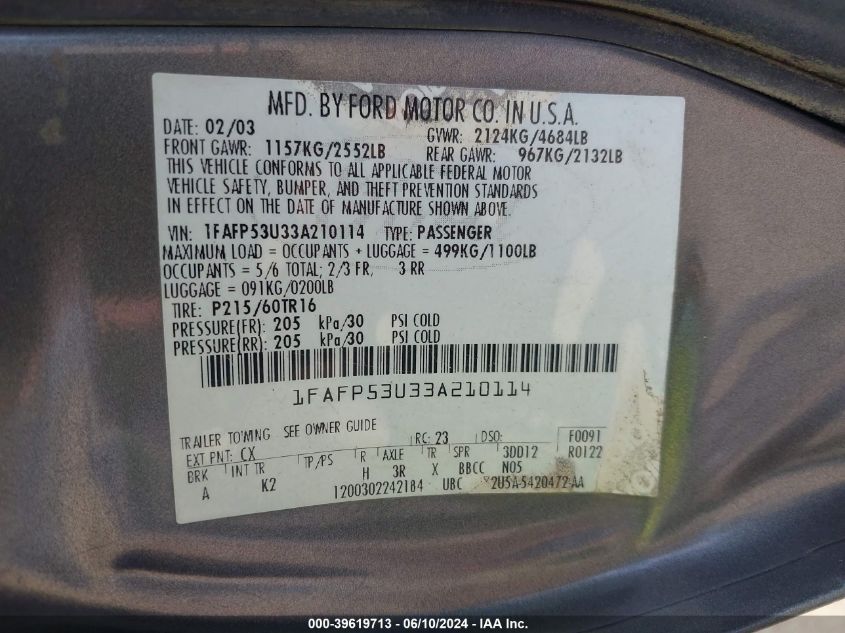 MFD. BY FORD MOTOR CO. IN U.S.A.
DATE: 02/03 GVWR: 2124KG/4684LB
FRONT GAWR: 1157KG/2552LB REAR GAWR: 967KG/2132LB
THIS VEHICLE CONFORMS TO ALL APPLICABLE FEDERAL MOTOR
VEHICLE SAFETY, BUMPER, AND THEFT PREVENTION STANDARDS
IN EFFECT ON THE DATE OF MANUFACTURE SHOWN ABOVE.
VIN: 1FAFP53U33A210114 TYPE: PASSENGER
MAXIMUM LOAD = OCCUPANTS + LUGGAGE = 499KG/1100LB
OCCUPANTS = 5/6 TOTAL; 2/3 FR, 3 RR
LUGGAGE = 091KG/0200LB
TIRE: P215/60TR16
PRESSURE(FR): 205 kPa/30 PSI COLD
PRESSURE(RR): 205 kPa/30 PSI COLD
1FAFP53U33A210114
TRAILER TOWING SEE OWNER GUIDE
EXT PNT: CX RC: 23 DSO: F0091
BRK INT TR TP/PS R AXLE TR SPR 3DD12 R0122
A K2 H 3R X BBCC N05
1200302242184 UBC 2U5A-5420472-AA
000-39619713 - 06/10/2024 - IAA, Inc.